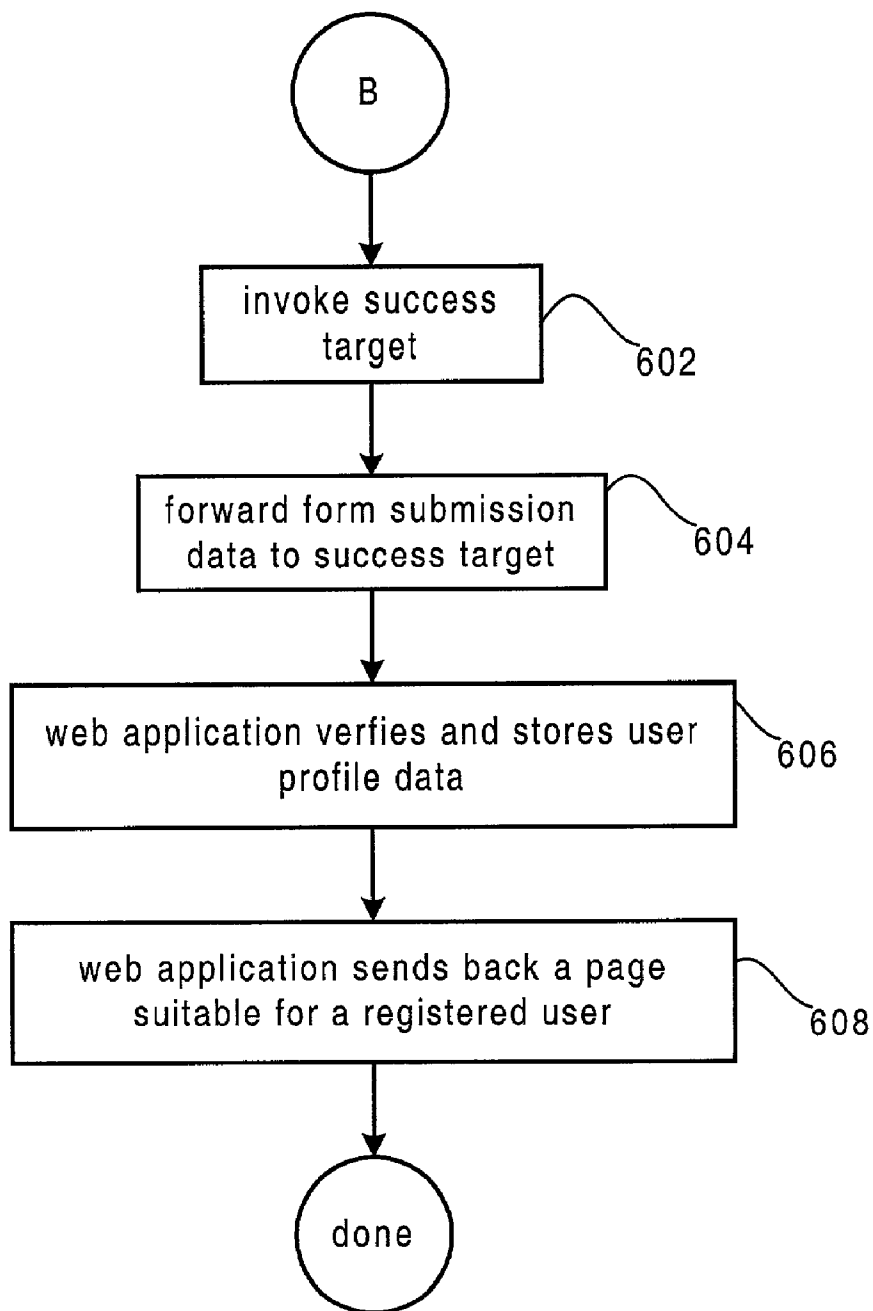 B
invoke success
target
602
forward form submission
data to success target
604
web application verfies and stores user
profile data
606
web application sends back a page
suitable for a registered user
608
done